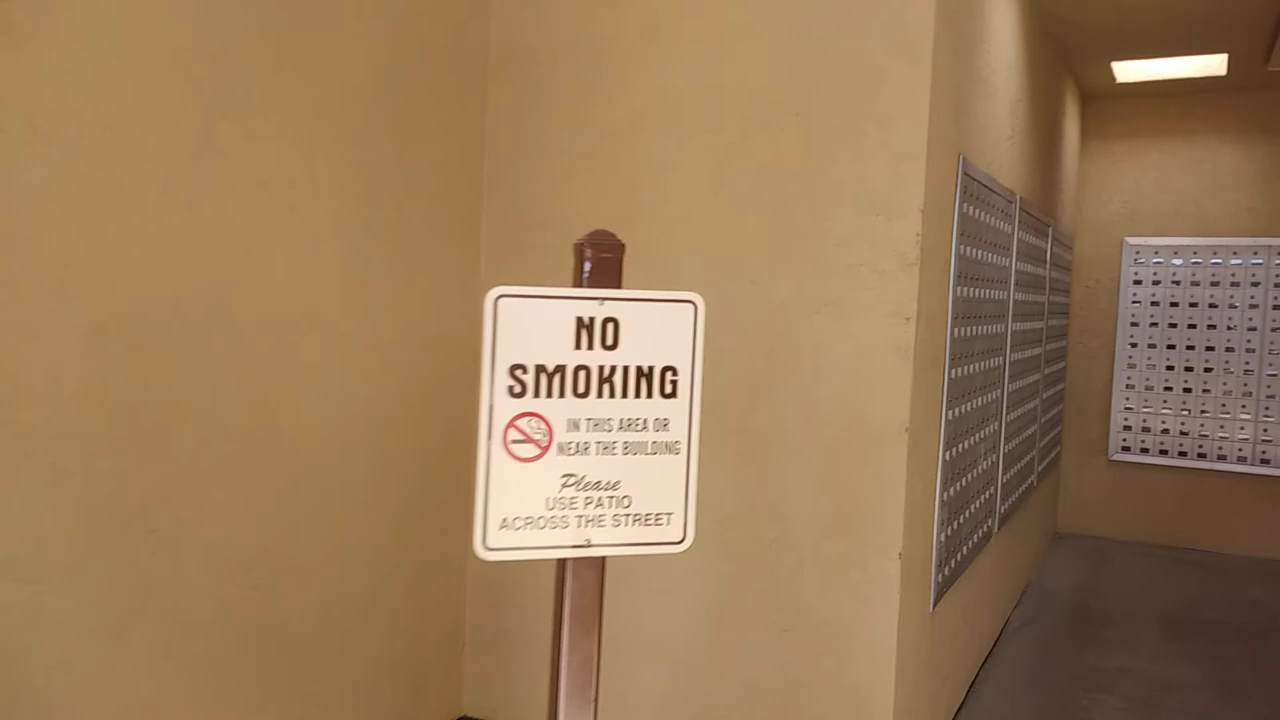 NO
SMOKING
IN THIS AREA OR
NEAR THE BUILDING
Please
USE PATIO
ACROSS THE STREET